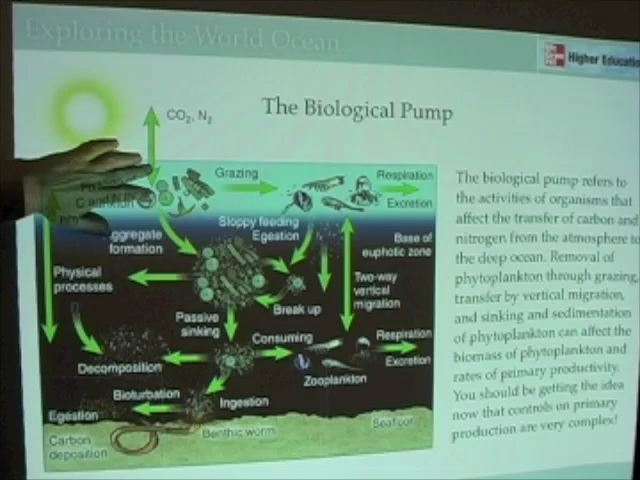 Exploring the World Ocean
Higher Educatio
The Biological Pump
CO₂, N₂
Grazing
Respiration
Excretion
C and N
Sloppy feeding
Egestion
Aggregate
formation
Base of
euphotic zone
Physical
processes
Two-way
vertical
migration
Break up
Passive
sinking
Consuming
Respiration
Excretion
Decomposition
Zooplankton
Bioturbation
Ingestion
Egestion
Carbon
deposition
Benthic worm
Seafloor
The biological pump refers to
the activities of organisms that
affect the transfer of carbon and
nitrogen from the atmosphere to
the deep ocean. Removal of
phytoplankton through grazing,
transfer by vertical migration,
and sinking and sedimentation
of phytoplankton can affect the
biomass of phytoplankton and
rates of primary productivity.
You should be getting the idea
now that controls on primary
production are very complex!